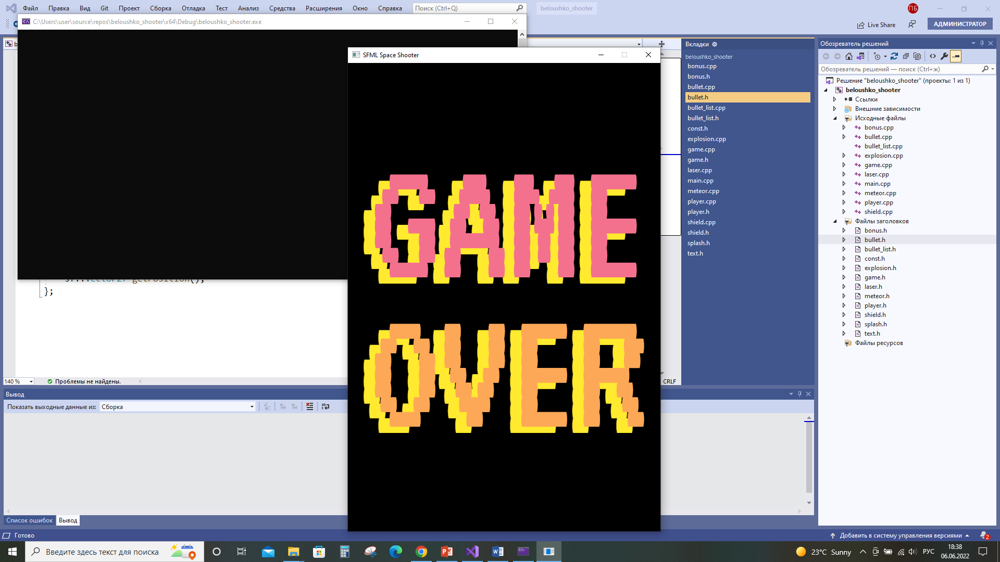 Файл Правка Вид Git Проект Сборка Отладка Тест Анализ Средства Расширения Окно Справка Поиск (Ctrl+Q) beloushko_shooter ПБ
C:\Users\user\source\repos\beloushko_shooter\x64\Debug\beloushko_shooter.exe
Live Share АДМИНИСТРАТОР
SFML Space Shooter
GAME
OVER
};
140 % Проблемы не найдены. CRLF
Вкладки
beloushko_shooter
bonus.cpp
bonus.h
bullet.cpp
bullet.h
bullet_list.cpp
bullet_list.h
const.h
explosion.cpp
game.cpp
game.h
laser.cpp
main.cpp
meteor.cpp
player.cpp
player.h
shield.cpp
shield.h
splash.h
text.h
Обозреватель решений
Обозреватель решений — поиск (Ctrl+ж)
Решение "beloushko_shooter" (проекты: 1 из 1)
beloushko_shooter
Ссылки
Внешние зависимости
Исходные файлы
bonus.cpp
bullet.cpp
bullet_list.cpp
explosion.cpp
game.cpp
laser.cpp
main.cpp
meteor.cpp
player.cpp
shield.cpp
Файлы заголовков
bonus.h
bullet.h
bullet_list.h
const.h
explosion.h
game.h
laser.h
meteor.h
player.h
shield.h
splash.h
text.h
Файлы ресурсов
Вывод
Показать выходные данные из: Сборка
Список ошибок Вывод
Готово
Добавить в систему управления версиями 2
Введите здесь текст для поиска
23°C Sunny РУС 18:38
06.06.2022